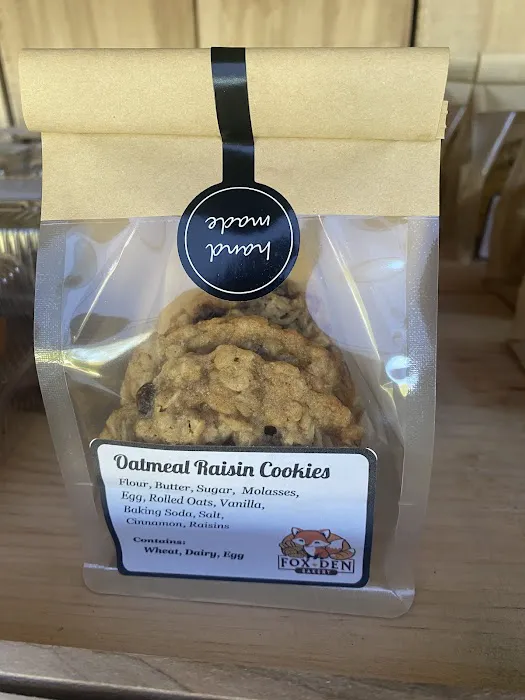 hand
made
Oatmeal Raisin Cookies
Flour, Butter, Sugar, Molasses,
Egg, Rolled Oats, Vanilla,
Baking Soda, Salt,
Cinnamon, Raisins
Contains:
Wheat, Dairy, Egg
FOX DEN
BAKERY